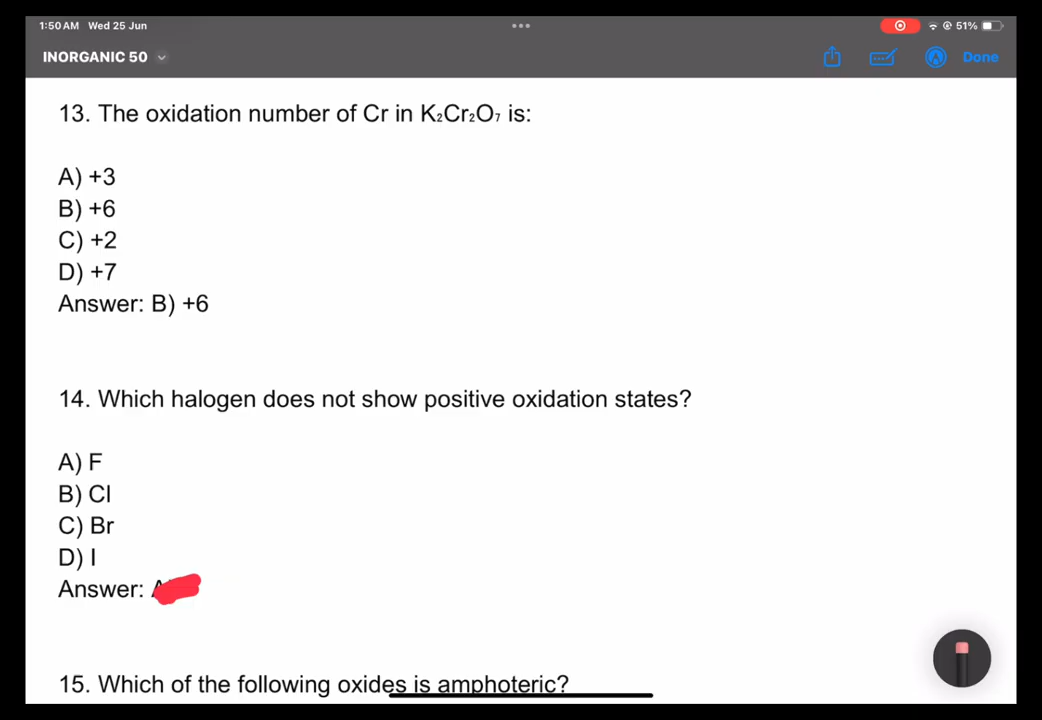 1:50 AM Wed 25 Jun
51%
INORGANIC 50
Done
13. The oxidation number of Cr in K₂Cr₂O₇ is:
A) +3
B) +6
C) +2
D) +7
Answer: B) +6
14. Which halogen does not show positive oxidation states?
A) F
B) Cl
C) Br
D) I
Answer:
15. Which of the following oxides is amphoteric?